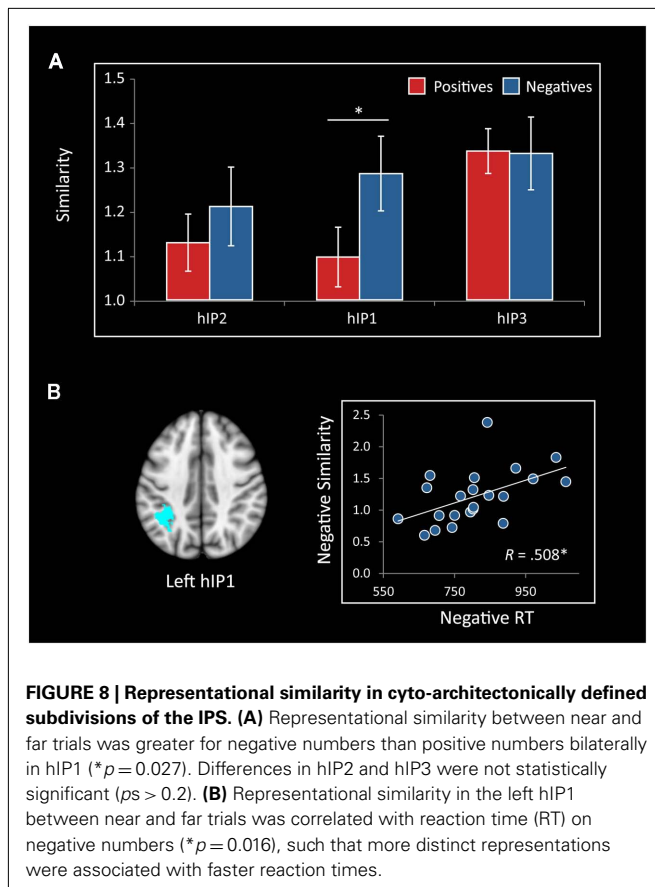 A
1.5
1.4
1.3
1.2
1.1
1.0
Similarity
Positives Negatives
*
hIP2 hIP1 hIP3
B
Left hIP1
2.5
2.0
1.5
1.0
0.5
0.0
Negative Similarity
R = .508*
550 750 950
Negative RT
FIGURE 8 | Representational similarity in cyto-architectonically defined
subdivisions of the IPS. (A) Representational similarity between near and
far trials was greater for negative numbers than positive numbers bilaterally
in hIP1 (*p = 0.027). Differences in hIP2 and hIP3 were not statistically
significant (ps > 0.2). (B) Representational similarity in the left hIP1
between near and far trials was correlated with reaction time (RT) on
negative numbers (*p = 0.016), such that more distinct representations
were associated with faster reaction times.